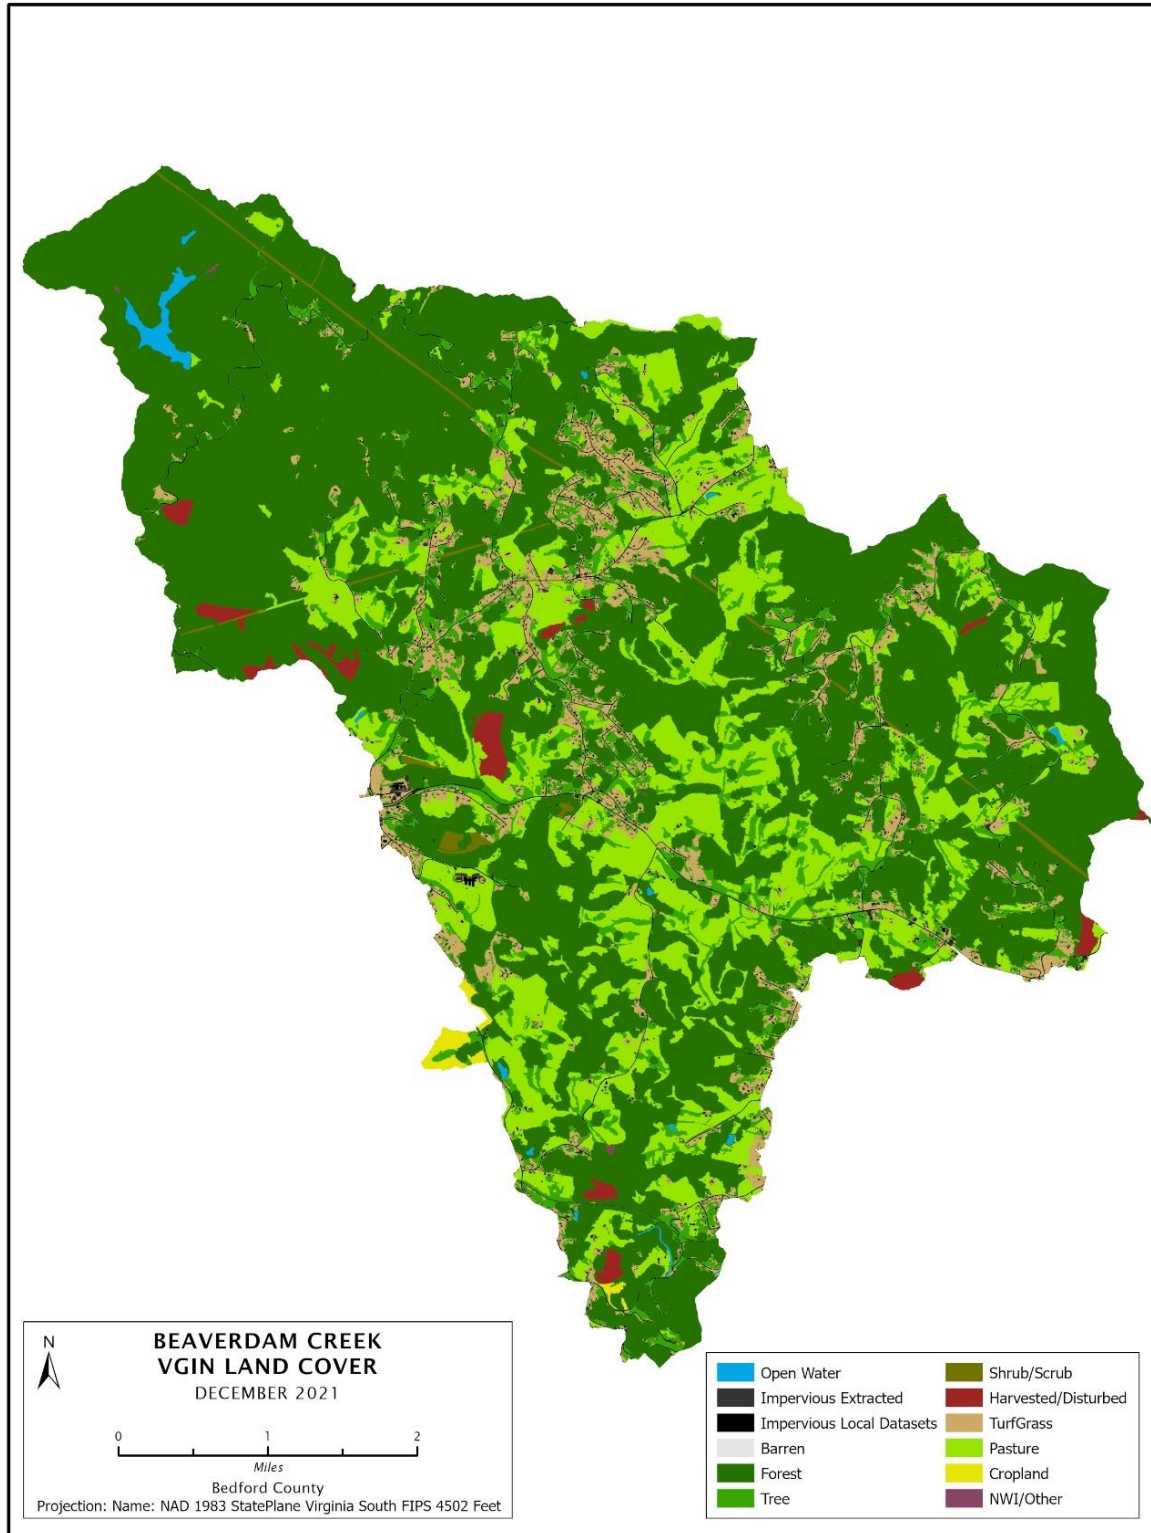 N
BEAVERDAM CREEK
VGIN LAND COVER
DECEMBER 2021
0 1 2
Miles
Bedford County
Projection: Name: NAD 1983 StatePlane Virginia South FIPS 4502 Feet
Open Water
Impervious Extracted
Impervious Local Datasets
Barren
Forest
Tree
Shrub/Scrub
Harvested/Disturbed
TurfGrass
Pasture
Cropland
NWI/Other